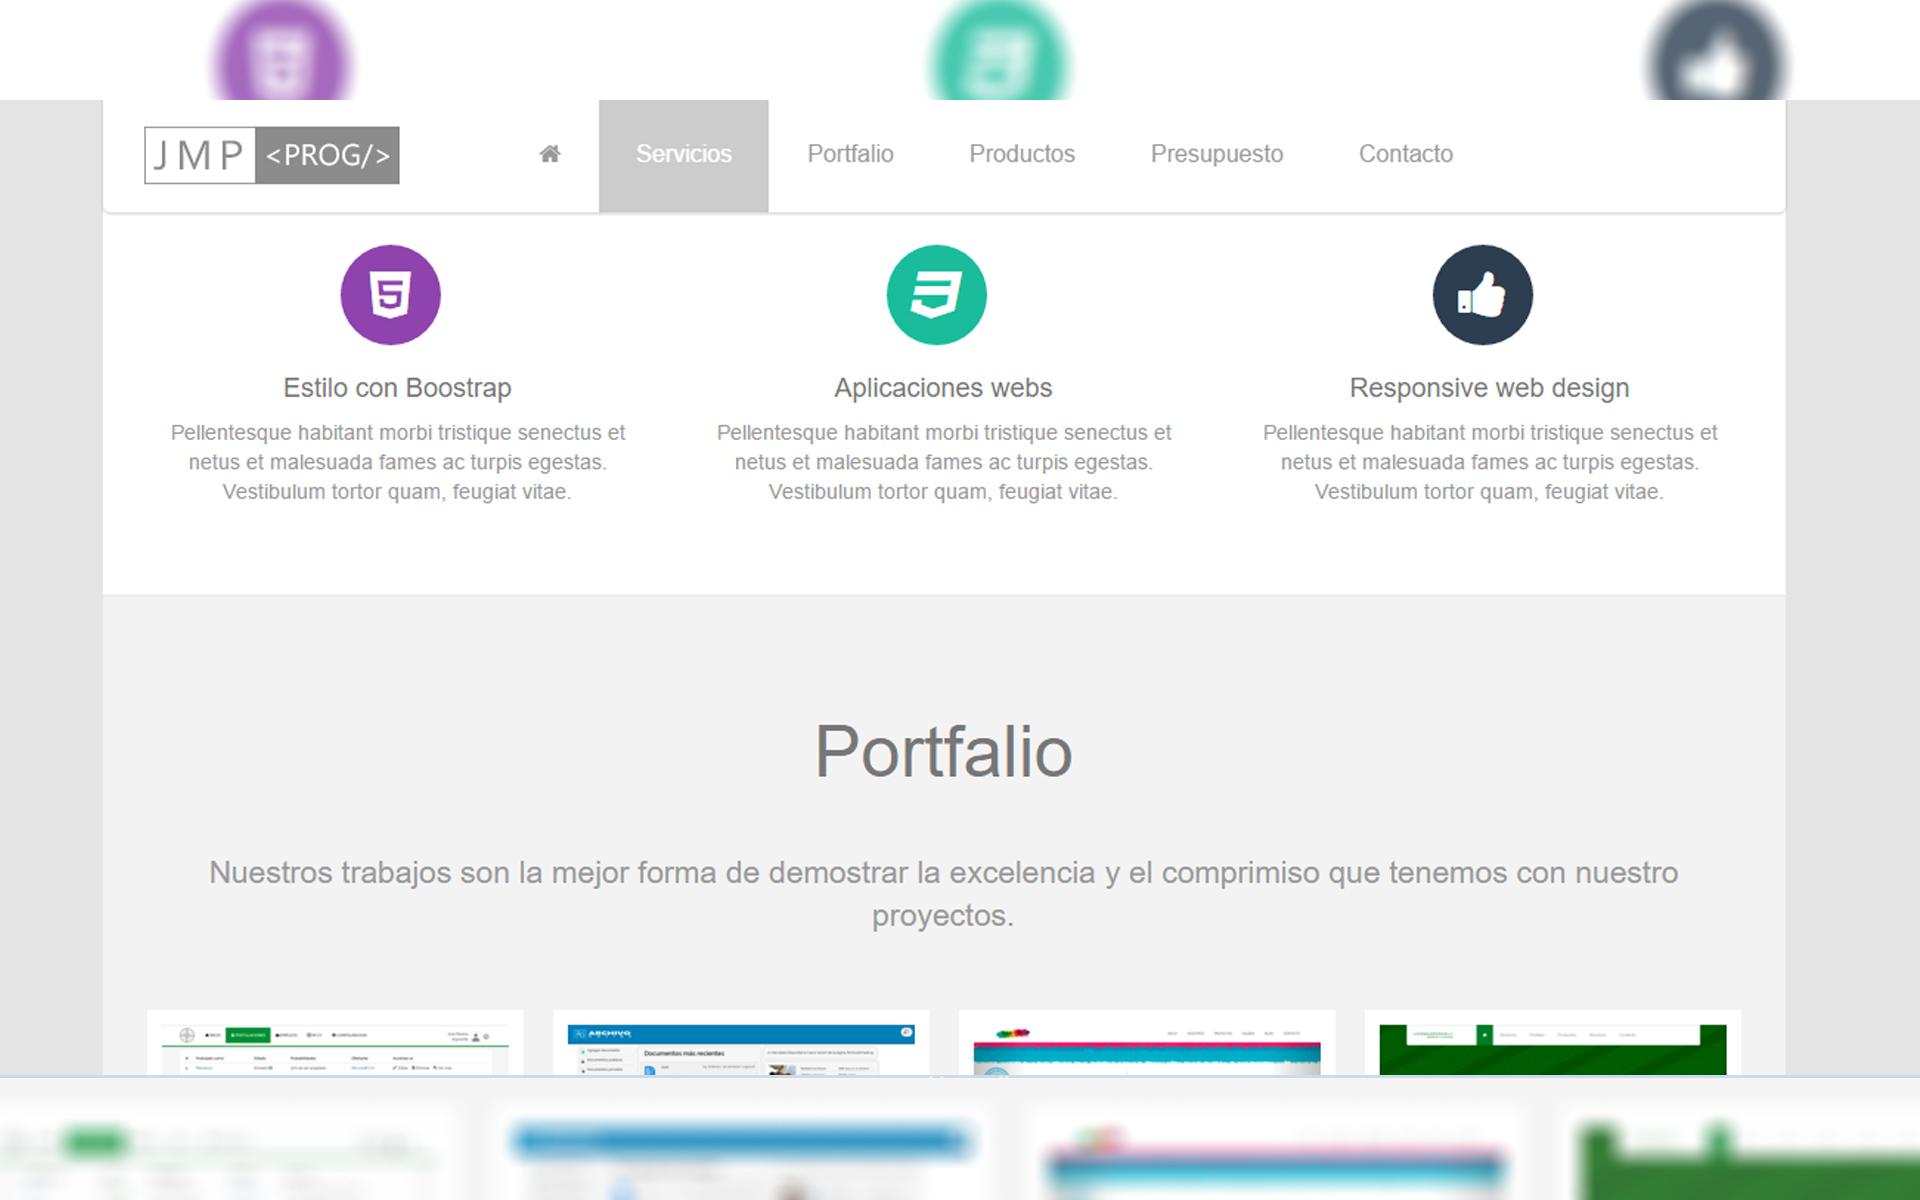 JMP <PROG/>
Servicios
Portfalio
Productos
Presupuesto
Contacto
Estilo con Boostrap
Pellentesque habitant morbi tristique senectus et
netus et malesuada fames ac turpis egestas.
Vestibulum tortor quam, feugiat vitae.
Aplicaciones webs
Pellentesque habitant morbi tristique senectus et
netus et malesuada fames ac turpis egestas.
Vestibulum tortor quam, feugiat vitae.
Responsive web design
Pellentesque habitant morbi tristique senectus et
netus et malesuada fames ac turpis egestas.
Vestibulum tortor quam, feugiat vitae.
Portfalio
Nuestros trabajos son la mejor forma de demostrar la excelencia y el comprimiso que tenemos con nuestro
proyectos.
ARCHIVO
Documentos más recientes